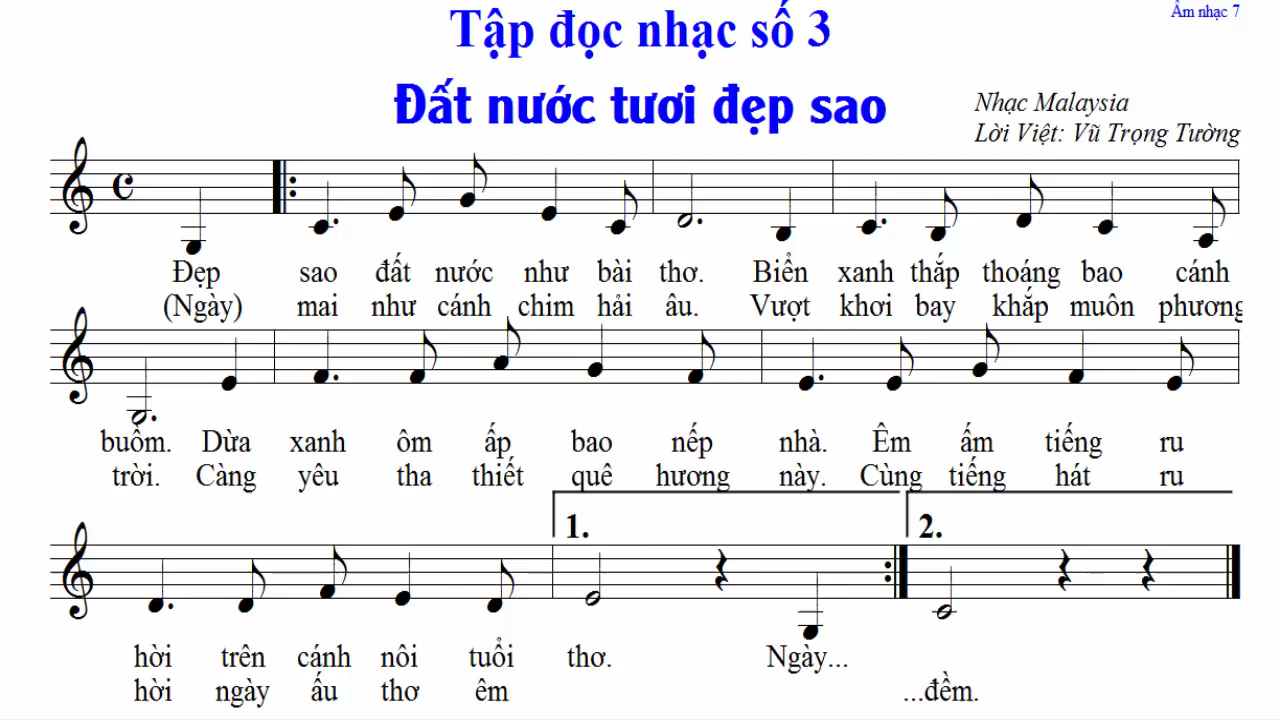 Âm nhạc 7
Tập đọc nhạc số 3
Đất nước tươi đẹp sao
Nhạc Malaysia
Lời Việt: Vũ Trọng Tường
Đẹp sao đất nước như bài thơ. Biển xanh thắp thoáng bao cánh
(Ngày) mai như cánh chim hải âu. Vượt khơi bay khắp muôn phương
buồm. Dừa xanh ôm ấp bao nếp nhà. Êm ấm tiếng ru
trời. Càng yêu tha thiết quê hương này. Cùng tiếng hát ru
1. 2.
hời trên cánh nôi tuổi thơ. Ngày...
hời ngày ấu thơ êm ...đềm.